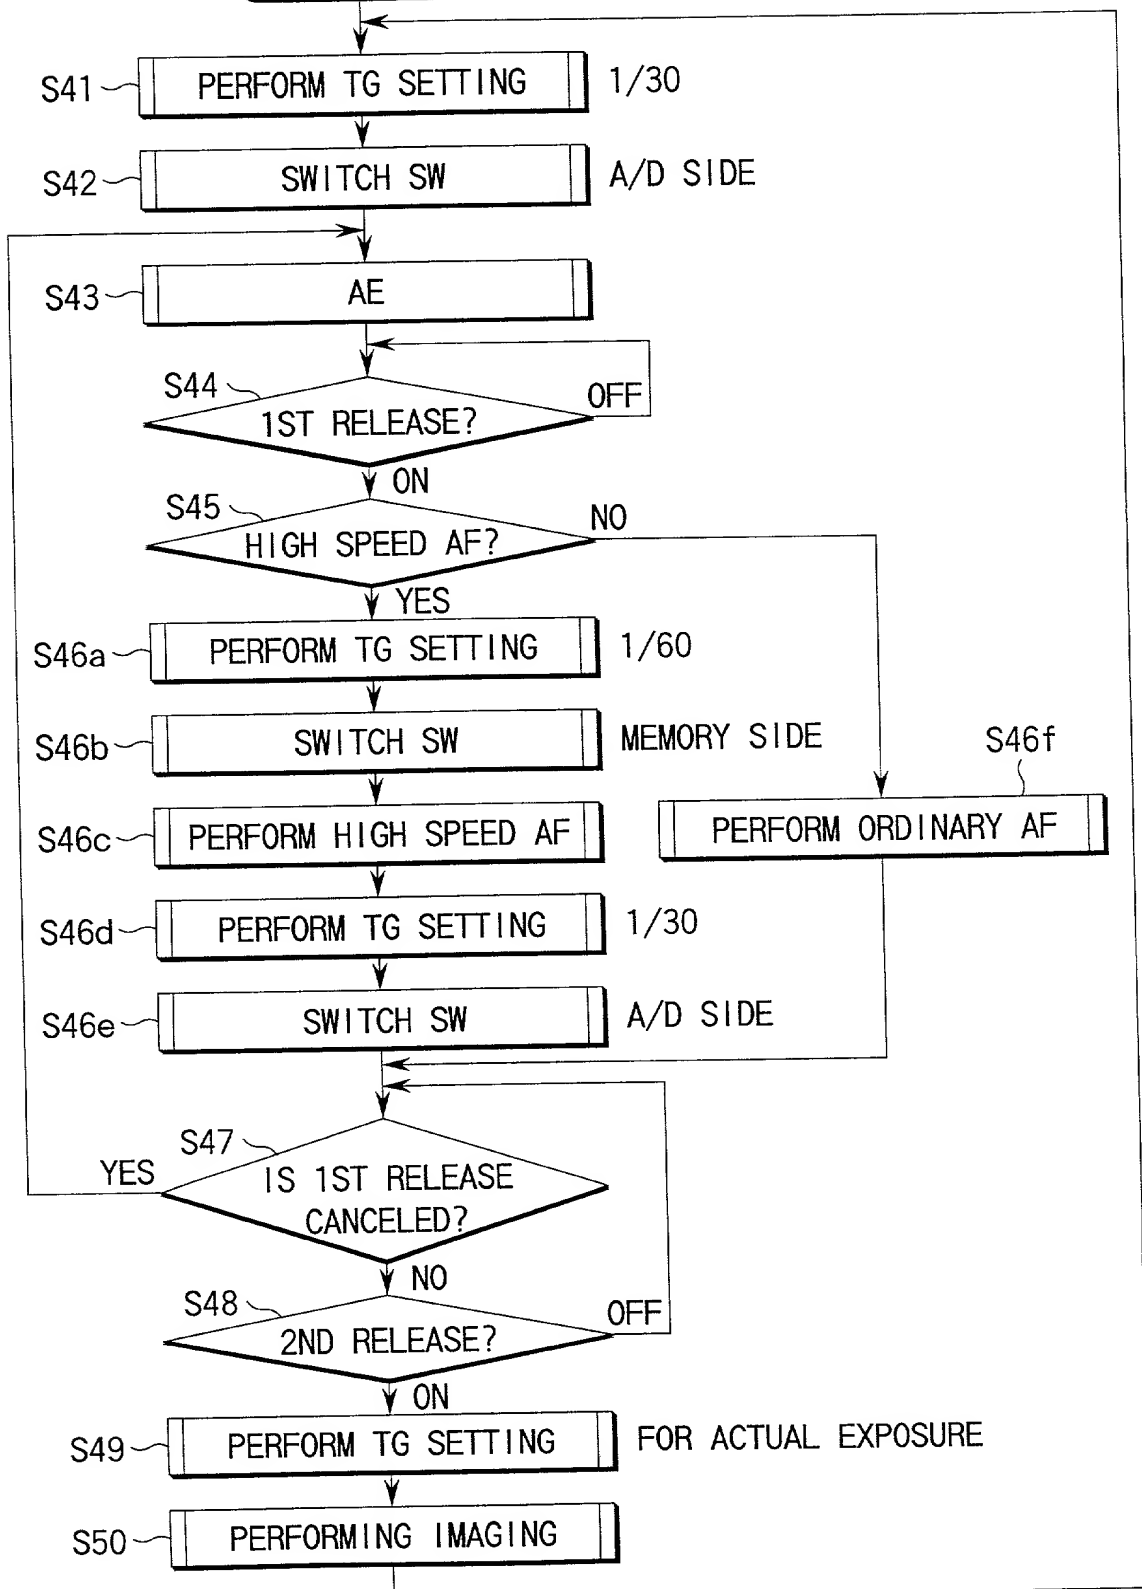 S41 PERFORM TG SETTING 1/30
S42 SWITCH SW A/D SIDE
S43 AE
S44 1ST RELEASE? OFF
ON
S45 HIGH SPEED AF? NO
YES
S46a PERFORM TG SETTING 1/60
S46b SWITCH SW MEMORY SIDE
S46f
S46c PERFORM HIGH SPEED AF PERFORM ORDINARY AF
S46d PERFORM TG SETTING 1/30
S46e SWITCH SW A/D SIDE
S47
YES IS 1ST RELEASE
CANCELED?
NO
S48 2ND RELEASE? OFF
ON
S49 PERFORM TG SETTING FOR ACTUAL EXPOSURE
S50 PERFORMING IMAGING